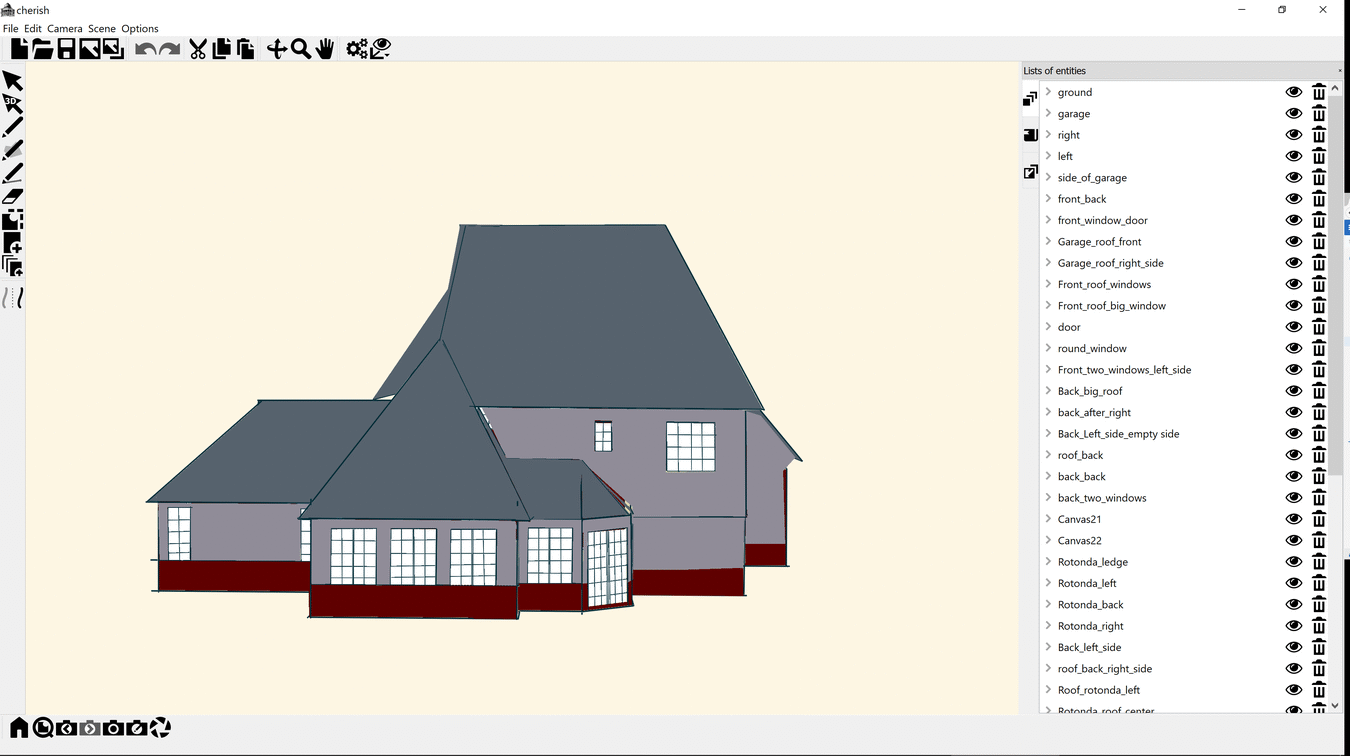 cherish
File Edit Camera Scene Options
Lists of entities
3D
ground
garage
right
left
side_of_garage
front_back
front_window_door
Garage_roof_front
Garage_roof_right_side
Front_roof_windows
Front_roof_big_window
door
round_window
Front_two_windows_left_side
Back_big_roof
back_after_right
Back_Left_side_empty side
roof_back
back_back
back_two_windows
Canvas21
Canvas22
Rotonda_ledge
Rotonda_left
Rotonda_back
Rotonda_right
Back_left_side
roof_back_right_side
Roof_rotonda_left
Rotonda_roof_center